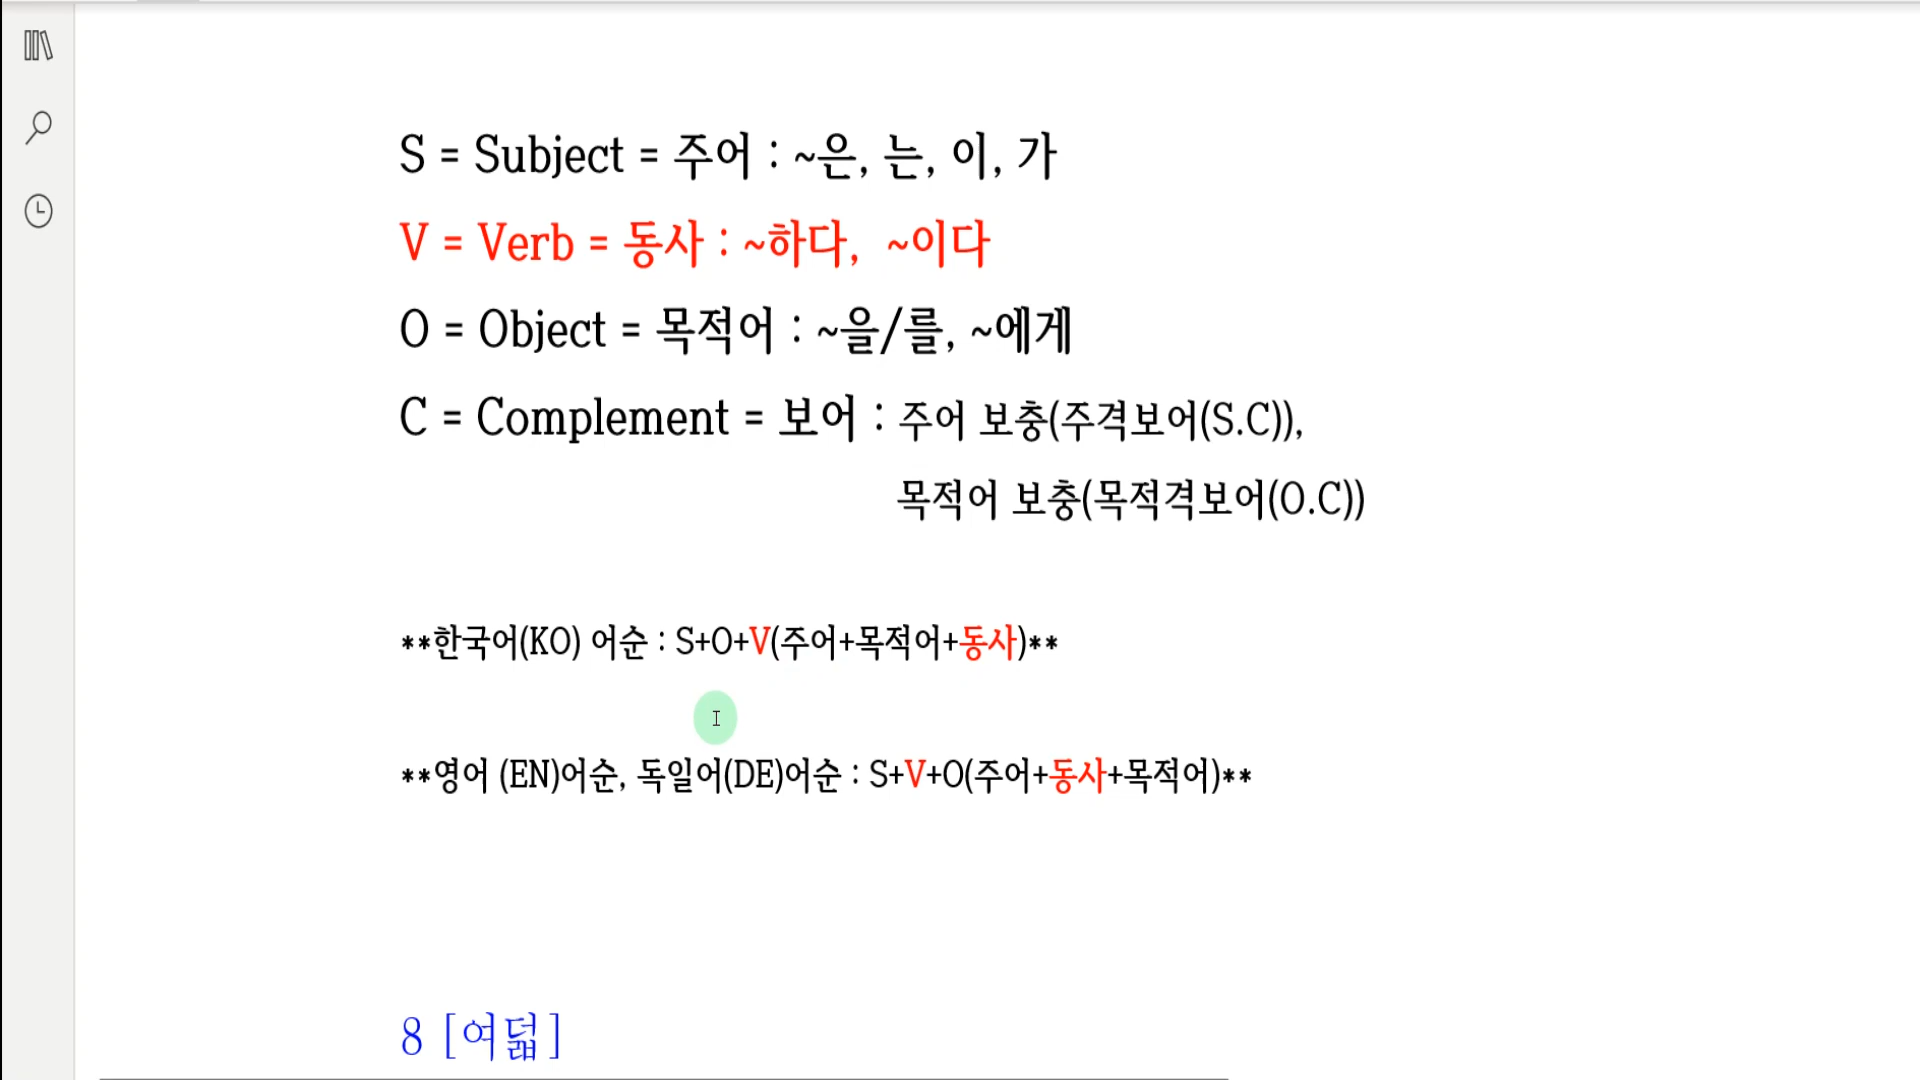 S = Subject = 주어 : ~은, 는, 이, 가
V = Verb = 동사 : ~하다, ~이다
O = Object = 목적어 : ~을/를, ~에게
C = Complement = 보어 : 주어 보충(주격보어(S.C)),
목적어 보충(목적격보어(O.C))
**한국어(KO) 어순 : S+O+V(주어+목적어+동사)**
**영어 (EN)어순, 독일어(DE)어순 : S+V+O(주어+동사+목적어)**
8 [여덟]